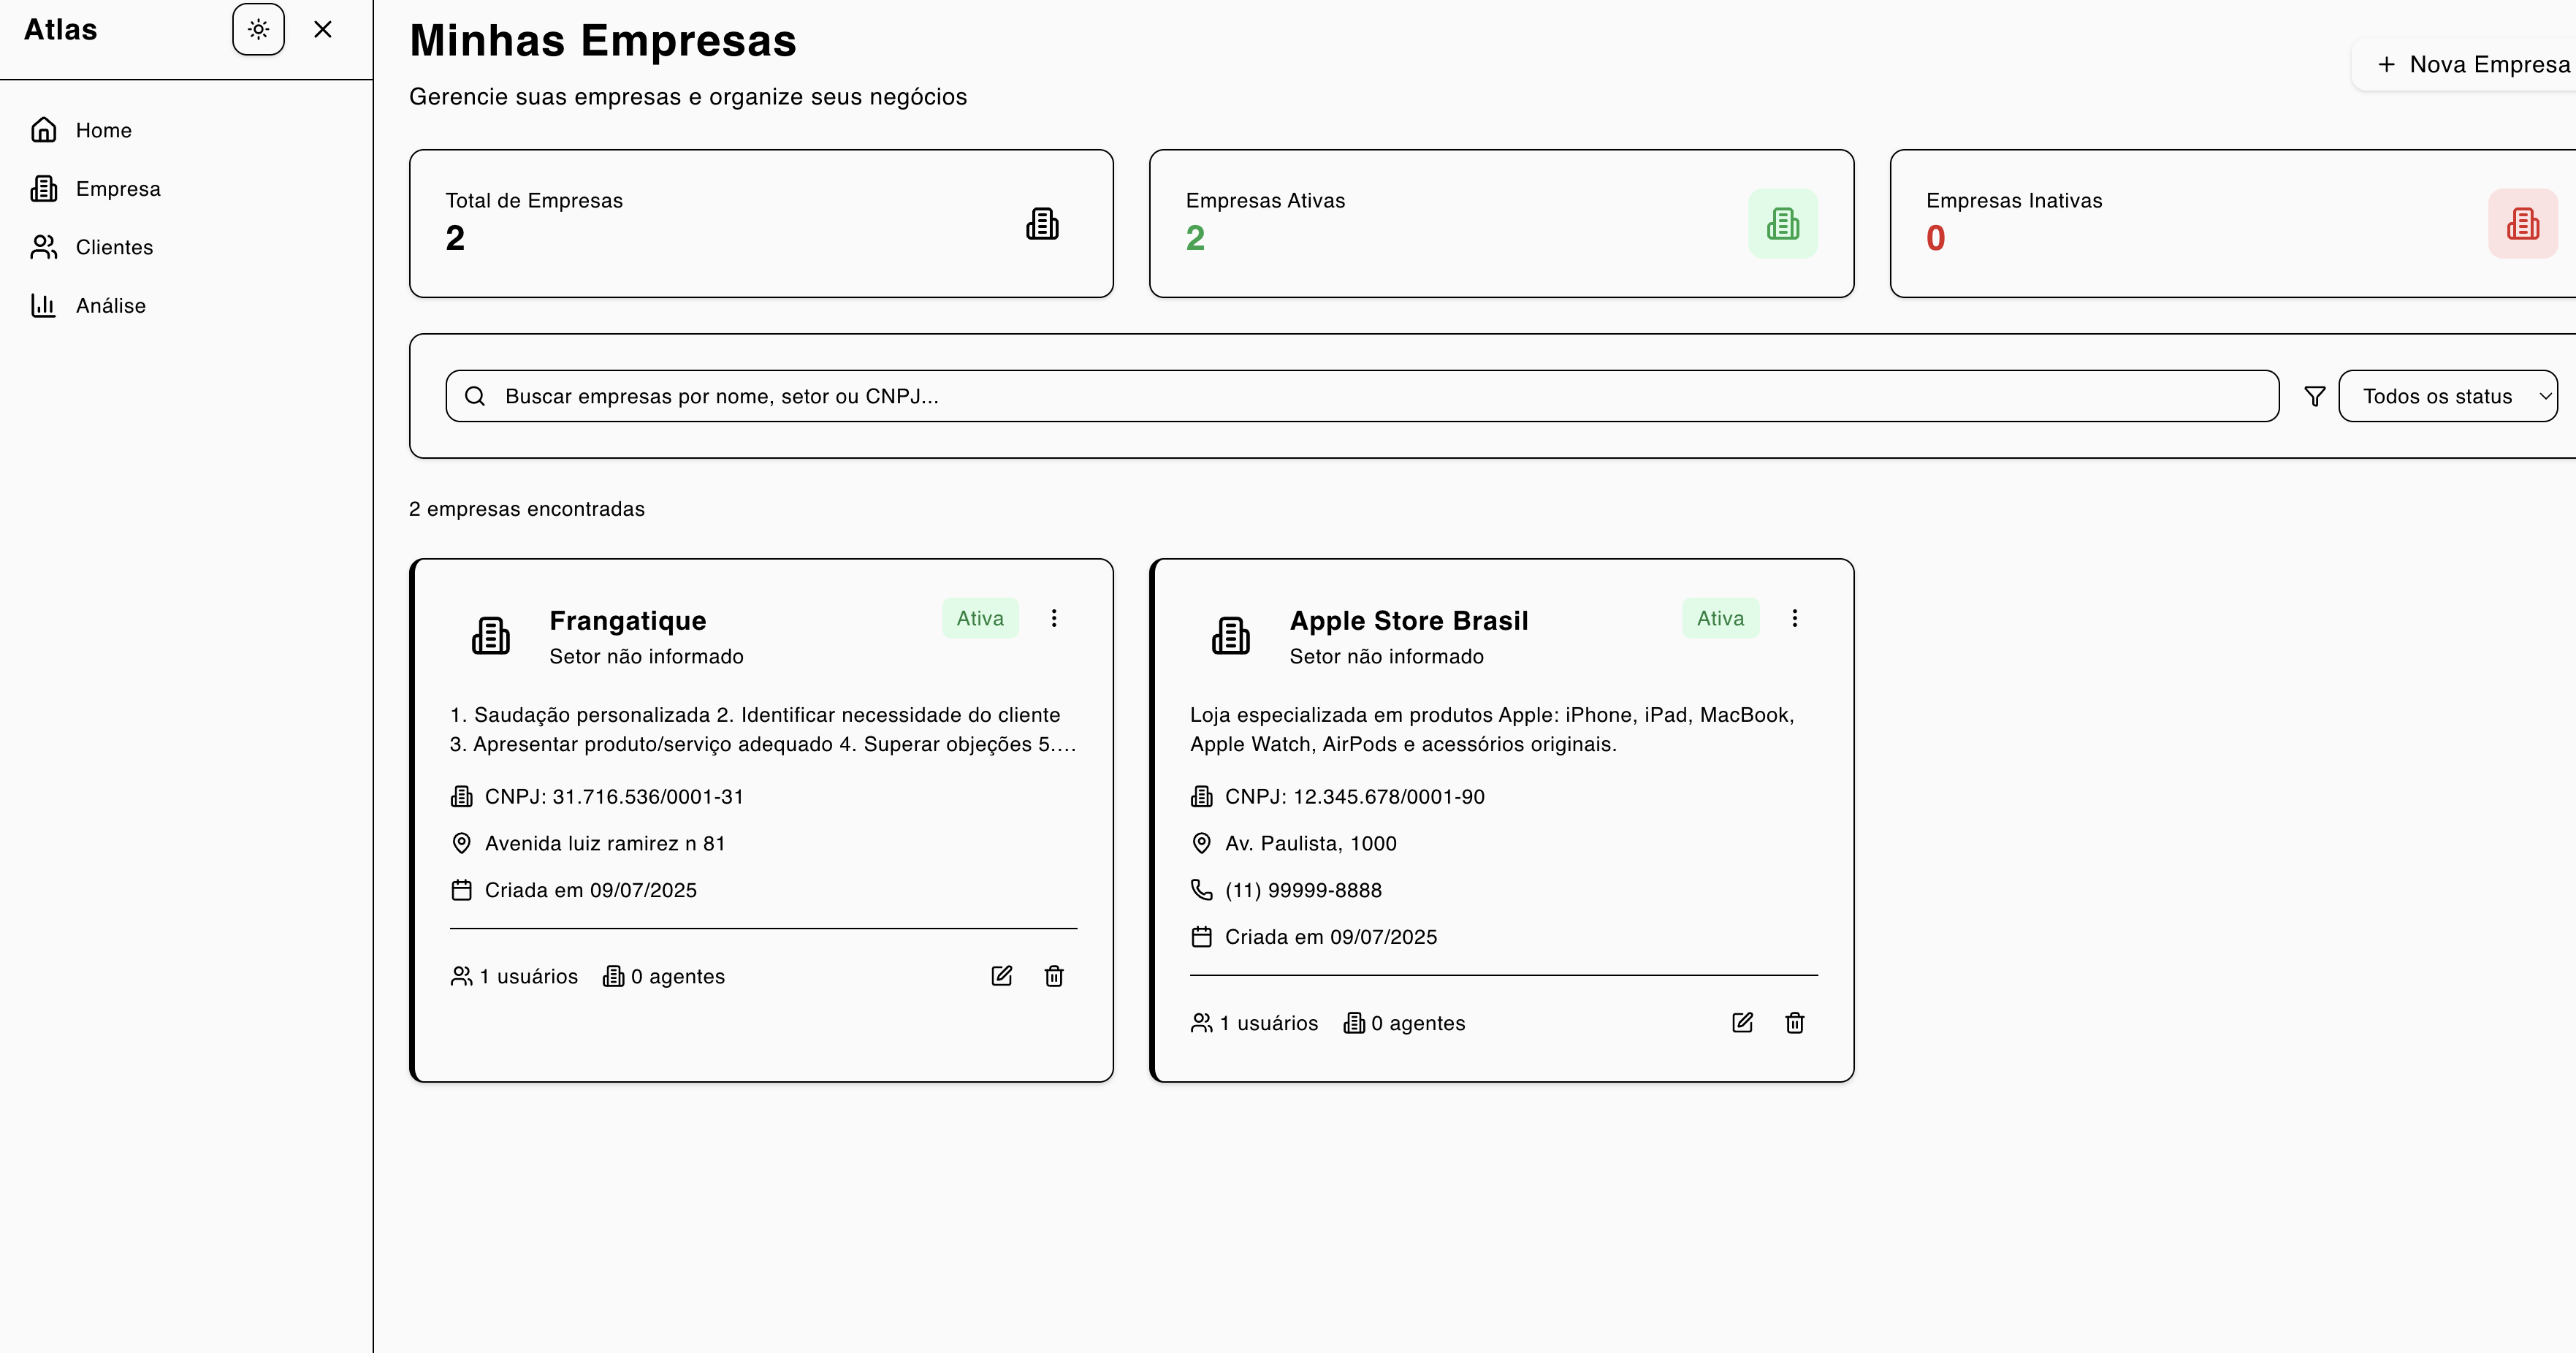 Atlas
Home
Empresa
Clientes
Análise
Minhas Empresas
Gerencie suas empresas e organize seus negócios
Nova Empresa
Total de Empresas
2
Empresas Ativas
2
Empresas Inativas
0
Buscar empresas por nome, setor ou CNPJ...
Todos os status
2 empresas encontradas
Frangatique
Ativa
Setor não informado
1. Saudação personalizada 2. Identificar necessidade do cliente
3. Apresentar produto/serviço adequado 4. Superar objeções 5....
CNPJ: 31.716.536/0001-31
Avenida luiz ramirez n 81
Criada em 09/07/2025
1 usuários 0 agentes
Apple Store Brasil
Ativa
Setor não informado
Loja especializada em produtos Apple: iPhone, iPad, MacBook,
Apple Watch, AirPods e acessórios originais.
CNPJ: 12.345.678/0001-90
Av. Paulista, 1000
(11) 99999-8888
Criada em 09/07/2025
1 usuários 0 agentes